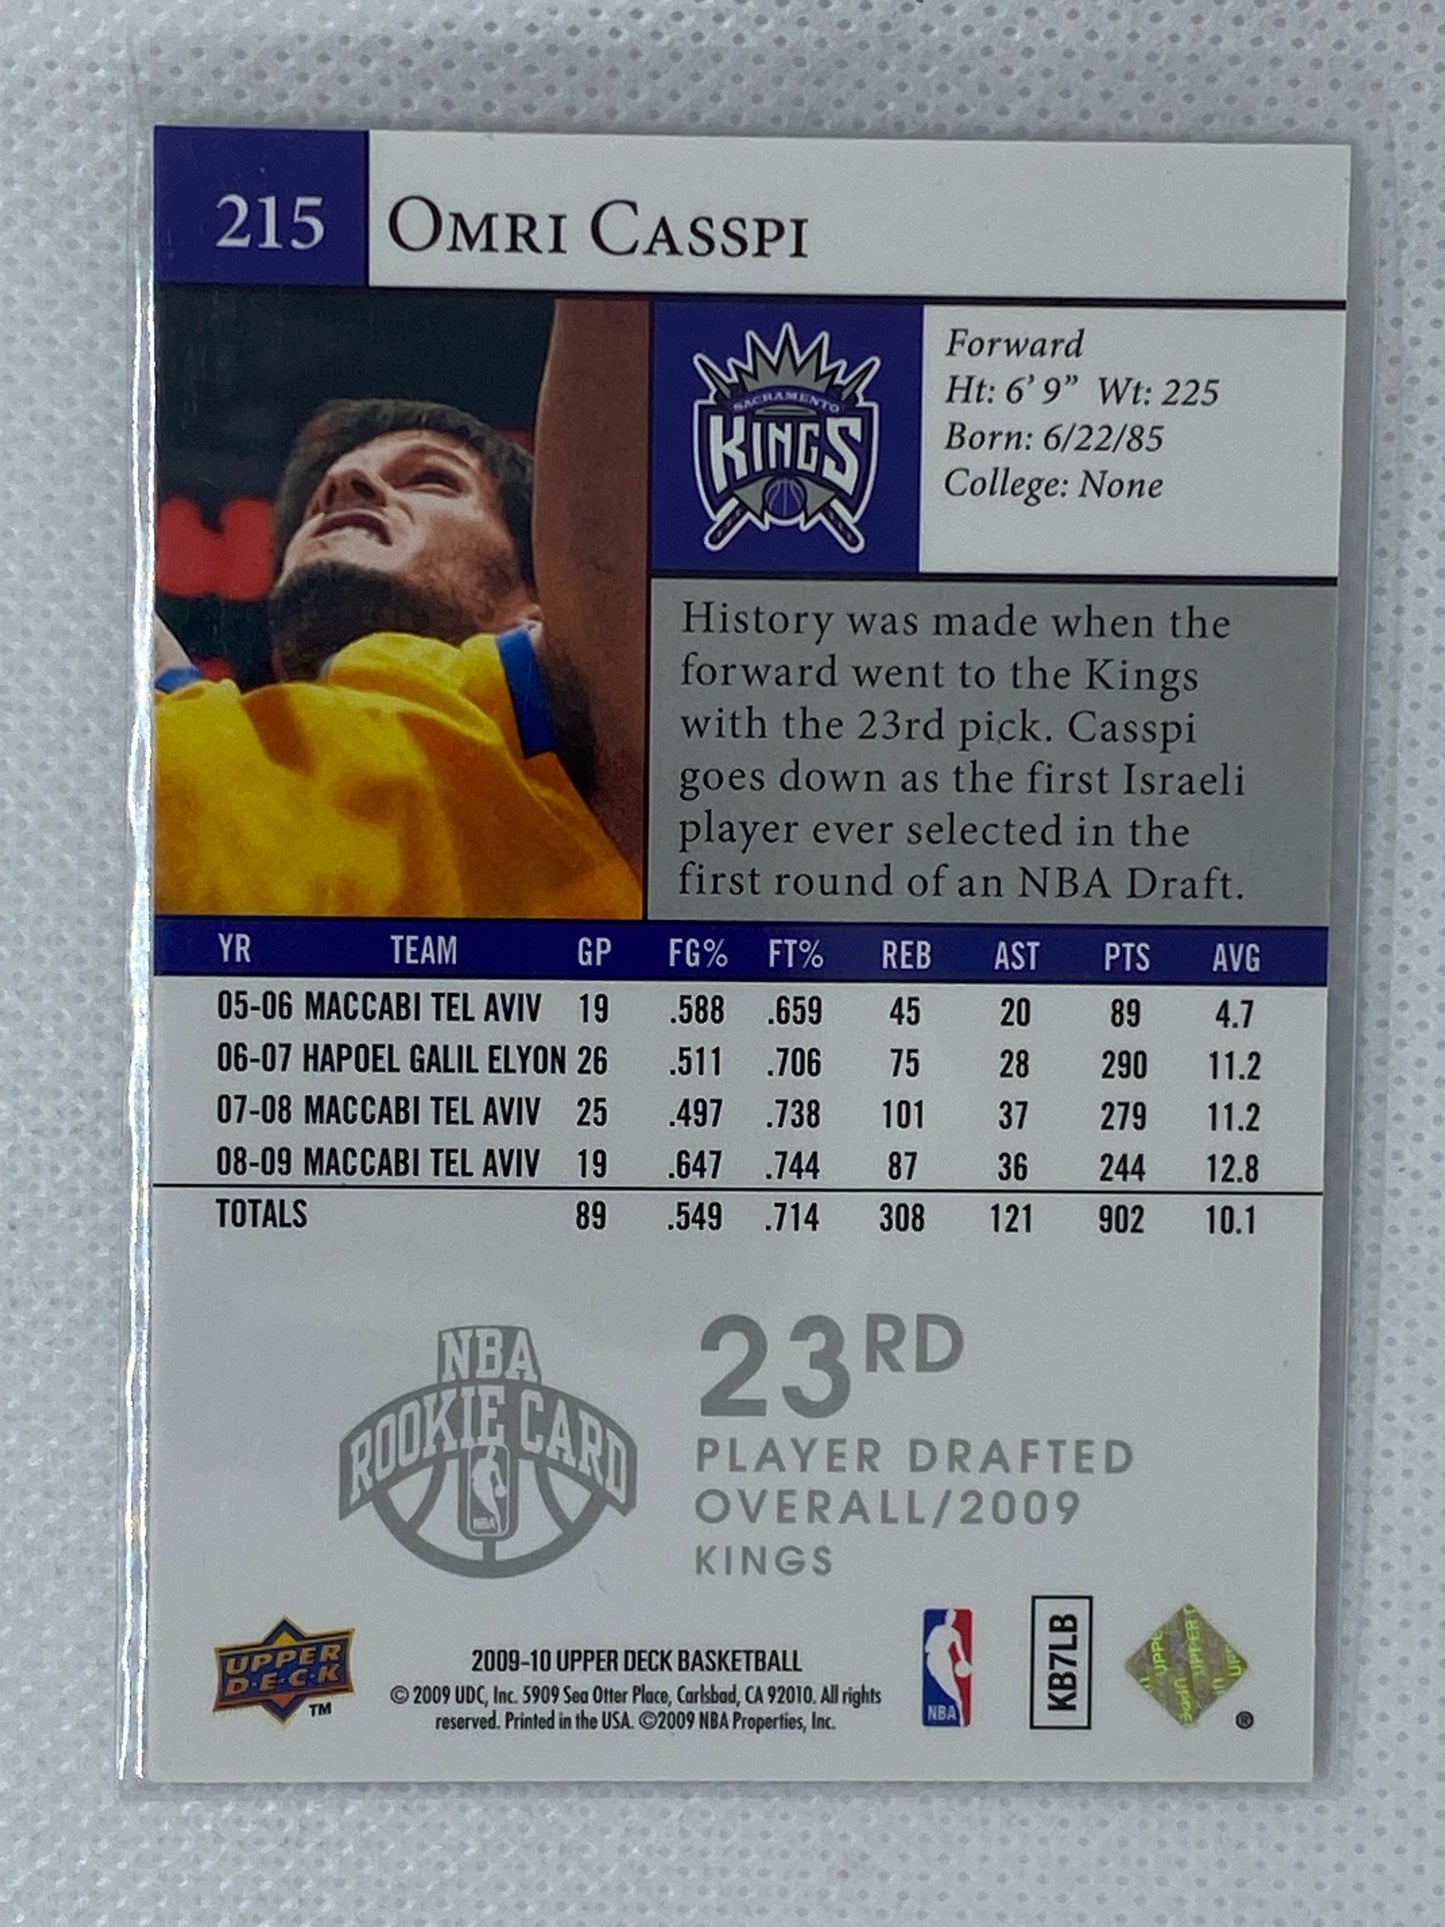 215 OMRI CASSPI
SACRAMENTO
KINGS
Forward
Ht: 6' 9" Wt: 225
Born: 6/22/85
College: None
History was made when the
forward went to the Kings
with the 23rd pick. Casspi
goes down as the first Israeli
player ever selected in the
first round of an NBA Draft.
YR TEAM GP FG% FT% REB AST PTS AVG
05-06 MACCABI TEL AVIV 19 .588 .659 45 20 89 4.7
06-07 HAPOEL GALIL ELYON 26 .511 .706 75 28 290 11.2
07-08 MACCABI TEL AVIV 25 .497 .738 101 37 279 11.2
08-09 MACCABI TEL AVIV 19 .647 .744 87 36 244 12.8
TOTALS 89 .549 .714 308 121 902 10.1
NBA
ROOKIE CARD
NBA
23RD
PLAYER DRAFTED
OVERALL/2009
KINGS
UPPER
D·E·C·K
TM
2009-10 UPPER DECK BASKETBALL
© 2009 UDC, Inc. 5909 Sea Otter Place, Carlsbad, CA 92010. All rights
reserved. Printed in the USA. ©2009 NBA Properties, Inc.
NBA
KB7LB
®